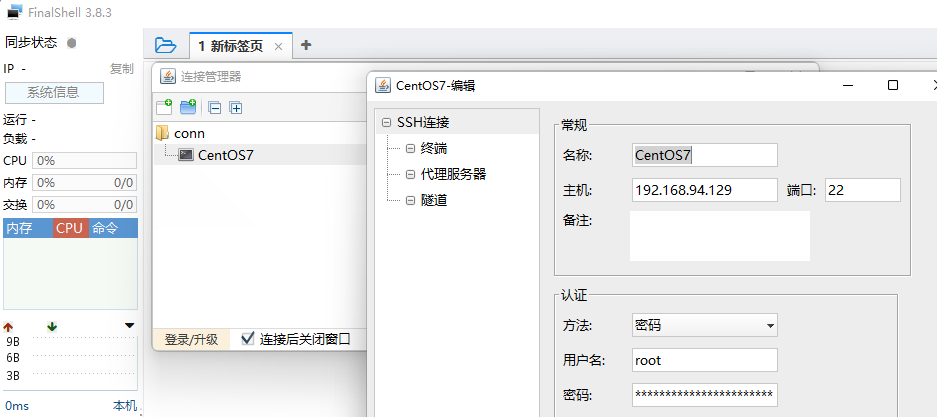 FinalShell 3.8.3
同步状态
IP - 复制
系统信息
运行 -
负载 -
CPU 0%
内存 0% 0/0
交换 0% 0/0
内存 CPU 命令
9B
6B
3B
0ms 本机
1 新标签页
连接管理器
conn
CentOS7
登录/升级 连接后关闭窗口
CentOS7-编辑
SSH连接
终端
代理服务器
隧道
常规
名称: CentOS7
主机: 192.168.94.129 端口: 22
备注:
认证
方法: 密码
用户名: root
密码: ***********************